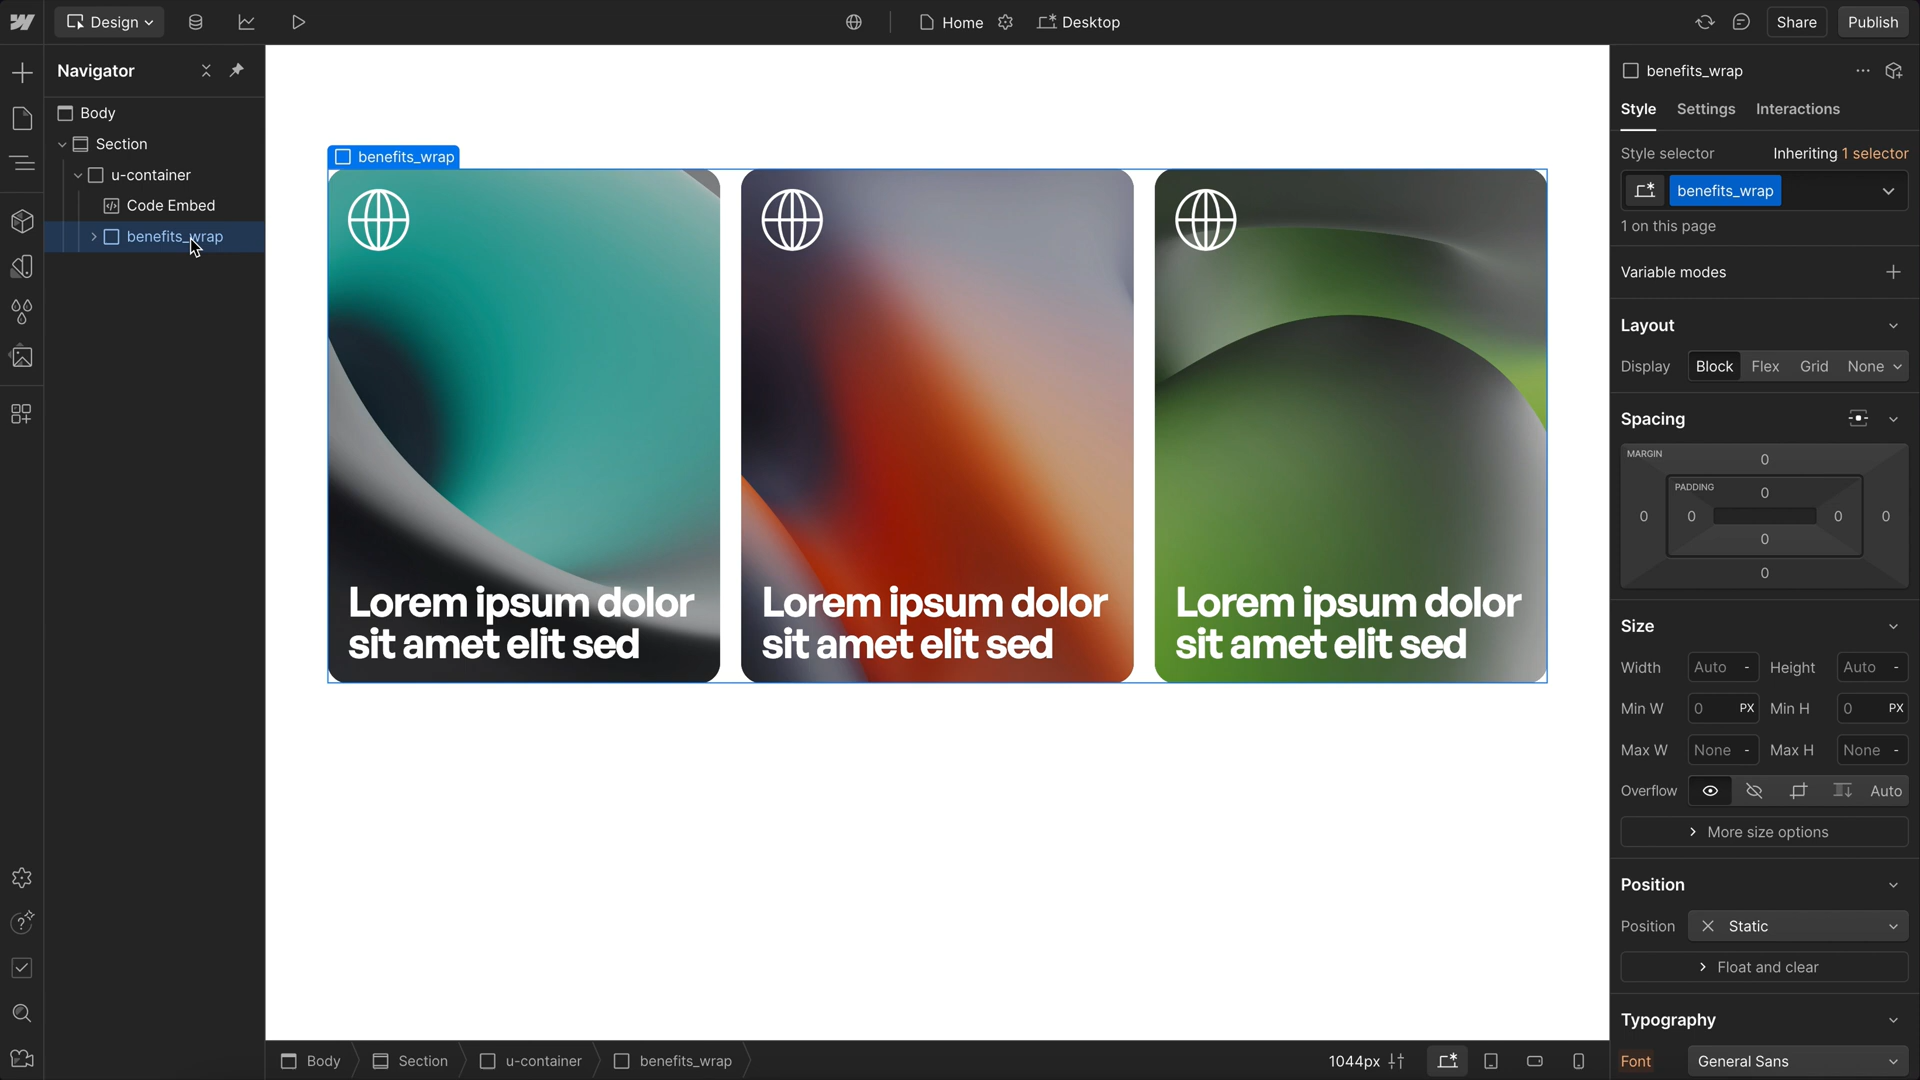 Design
Home
Desktop
Share
Publish
Navigator
Body
Section
u-container
Code Embed
benefits_wrap
benefits_wrap
Lorem ipsum dolor
sit amet elit sed
Lorem ipsum dolor
sit amet elit sed
Lorem ipsum dolor
sit amet elit sed
Body
Section
u-container
benefits_wrap
1044px
benefits_wrap
Style
Settings
Interactions
Style selector
Inheriting 1 selector
benefits_wrap
1 on this page
Variable modes
Layout
Display
Block
Flex
Grid
None
Spacing
MARGIN
0
PADDING
0
0
0
0
0
0
0
Size
Width
Auto
-
Height
Auto
-
Min W
0
PX
Min H
0
PX
Max W
None
-
Max H
None
-
Overflow
Auto
More size options
Position
Position
Static
Float and clear
Typography
Font
General Sans